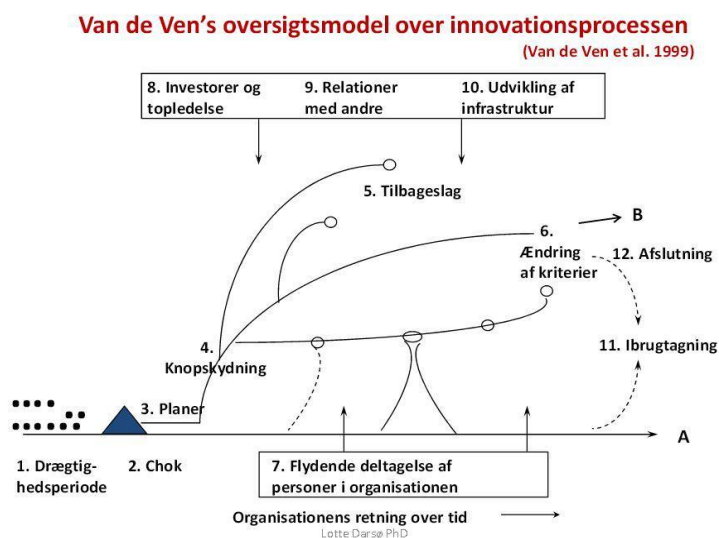 Van de Ven’s oversigtsmodel over innovationsprocessen
(Van de Ven et al. 1999)
8. Investorer og
topledelse
9. Relationer
med andre
10. Udvikling af
infrastruktur
5. Tilbageslag
B
6.
Ændring
af kriterier
12. Afslutning
4.
Knopskydning
11. Ibrugtagning
3. Planer
A
1. Drægtig-
hedsperiode
2. Chok
7. Flydende deltagelse af
personer i organisationen
Organisationens retning over tid
Lotte Darsø PhD